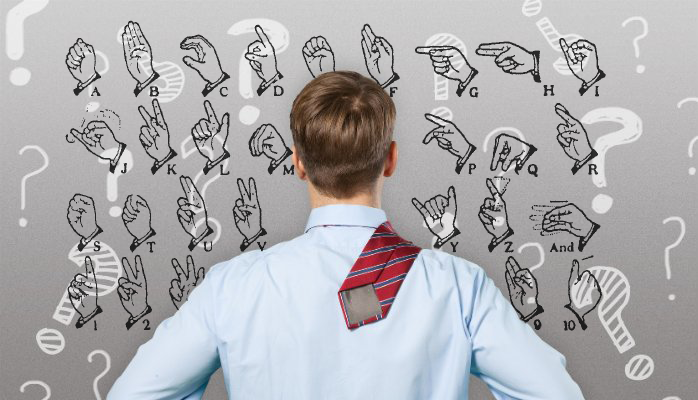 A B C D F G H I
J K L M P Q R
S T U V Y Z And
1 2 9 10